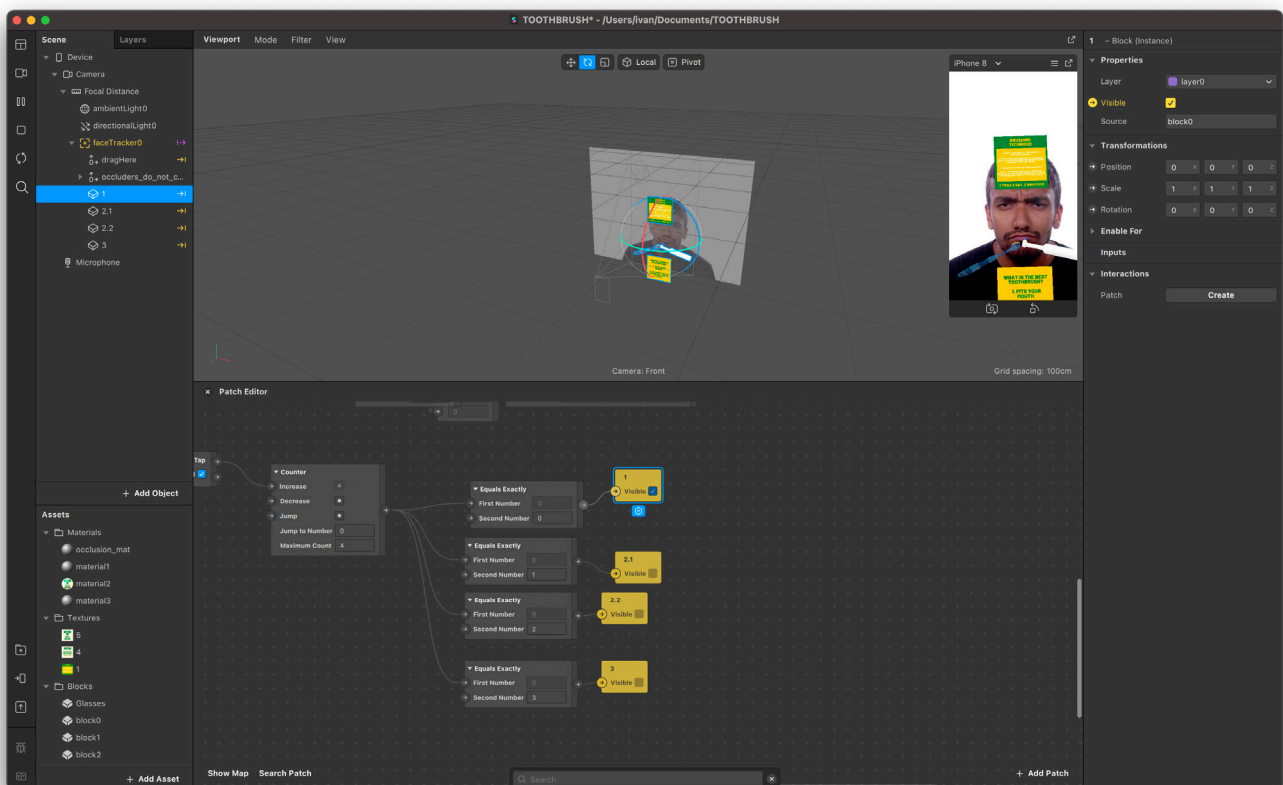 TOOTHBRUSH* - /Users/ivan/Documents/TOOTHBRUSH
Scene
Layers
Device
Camera
Focal Distance
ambientLight0
directionalLight0
faceTracker0
dragHere
occluders_do_not_c...
1
2.1
2.2
3
Microphone
+ Add Object
Assets
Materials
occlusion_mat
material1
material2
material3
Textures
5
4
1
Blocks
Glasses
block0
block1
block2
+ Add Asset
Viewport Mode Filter View
Local
Pivot
iPhone 8
BRUSHING
TECHNIQUE
WHAT IS THE BEST
TOOTHBRUSH?
1. FITS YOUR
MOUTH
Camera: Front
Grid spacing: 100cm
Patch Editor
0
Tap
Counter
Increase
Decrease
Jump
Jump to Number 0
Maximum Count 4
Equals Exactly
First Number 0
Second Number 0
1
Visible
Equals Exactly
First Number 0
Second Number 1
2.1
Visible
Equals Exactly
First Number 0
Second Number 2
2.2
Visible
Equals Exactly
First Number 0
Second Number 3
3
Visible
Show Map Search Patch
Search
+ Add Patch
1 - Block (Instance)
Properties
Layer layer0
Visible
Source block0
Transformations
Position 0 X 0 Y 0 Z
Scale 1 X 1 Y 1 Z
Rotation 0 X 0 Y 0 Z
Enable For
Inputs
Interactions
Patch Create